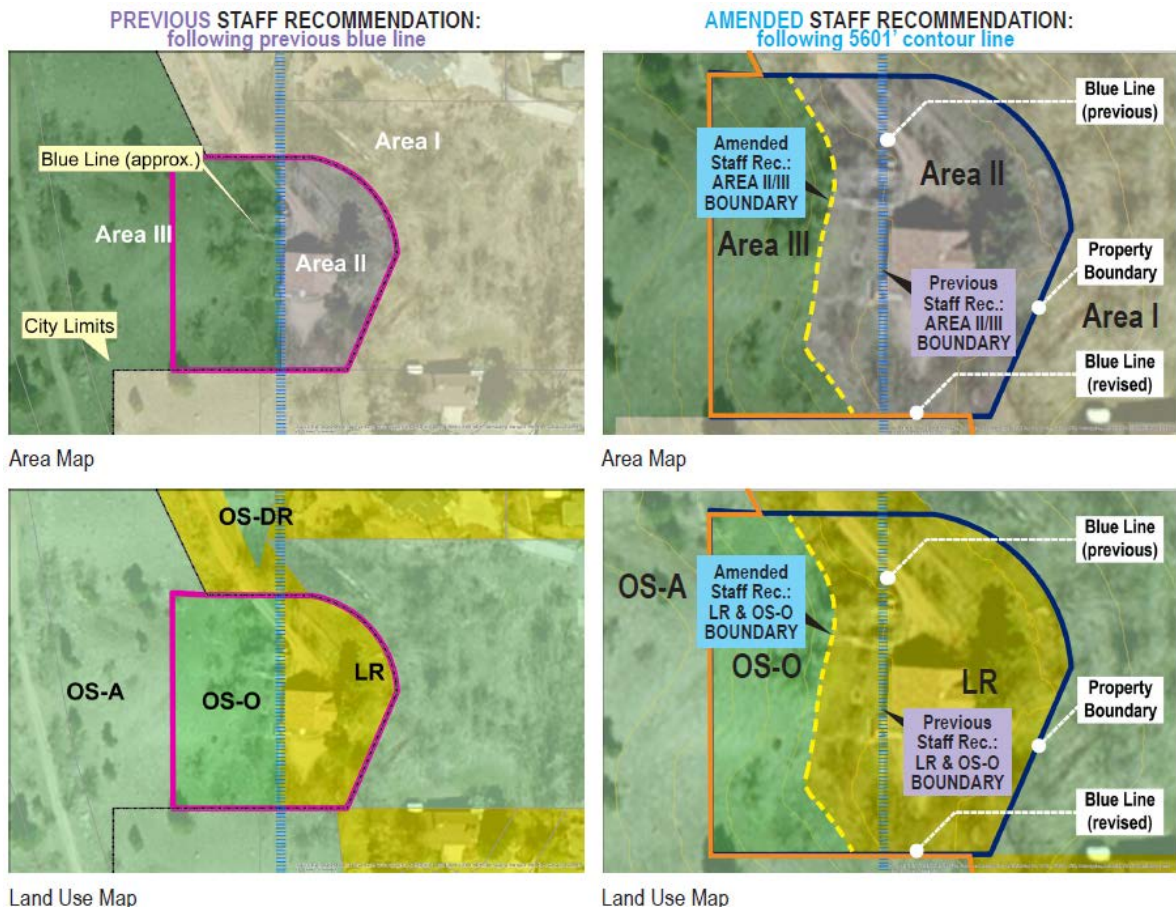 PREVIOUS STAFF RECOMMENDATION:
following previous blue line
Area I
Blue Line (approx.)
Area III
Area II
City Limits
Area Map
OS-DR
LR
OS-A
OS-O
Land Use Map
AMENDED STAFF RECOMMENDATION:
following 5601' contour line
Blue Line
(previous)
Amended
Staff Rec.:
AREA II/III
BOUNDARY
Area II
Area III
Property
Boundary
Previous
Staff Rec.:
AREA II/III
BOUNDARY
Area I
Blue Line
(revised)
Area Map
Blue Line
(previous)
OS-A
Amended
Staff Rec.:
LR & OS-O
BOUNDARY
OS-O
LR
Property
Boundary
Previous
Staff Rec.:
LR & OS-O
BOUNDARY
Blue Line
(revised)
Land Use Map